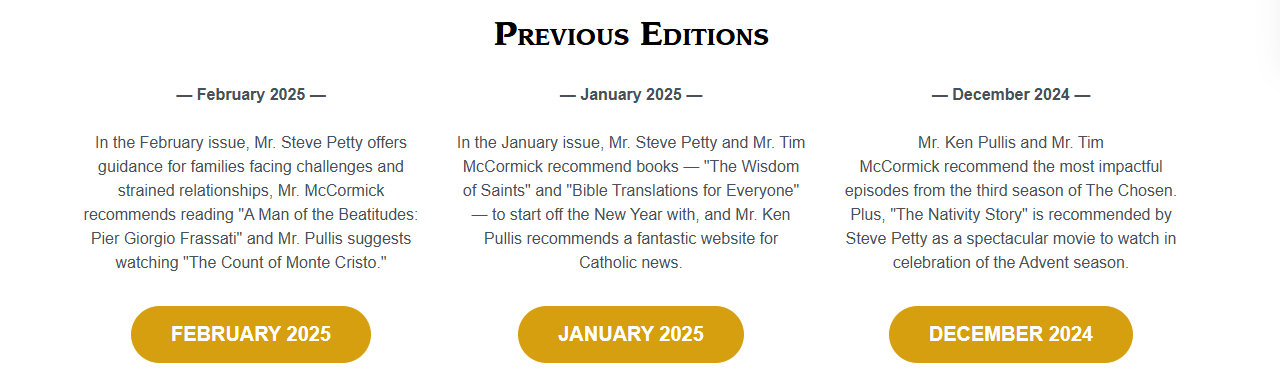 Previous Editions
— February 2025 —
In the February issue, Mr. Steve Petty offers
guidance for families facing challenges and
strained relationships, Mr. McCormick
recommends reading "A Man of the Beatitudes:
Pier Giorgio Frassati" and Mr. Pullis suggests
watching "The Count of Monte Cristo."
FEBRUARY 2025
— January 2025 —
In the January issue, Mr. Steve Petty and Mr. Tim
McCormick recommend books — "The Wisdom
of Saints" and "Bible Translations for Everyone"
— to start off the New Year with, and Mr. Ken
Pullis recommends a fantastic website for
Catholic news.
JANUARY 2025
— December 2024 —
Mr. Ken Pullis and Mr. Tim
McCormick recommend the most impactful
episodes from the third season of The Chosen.
Plus, "The Nativity Story" is recommended by
Steve Petty as a spectacular movie to watch in
celebration of the Advent season.
DECEMBER 2024